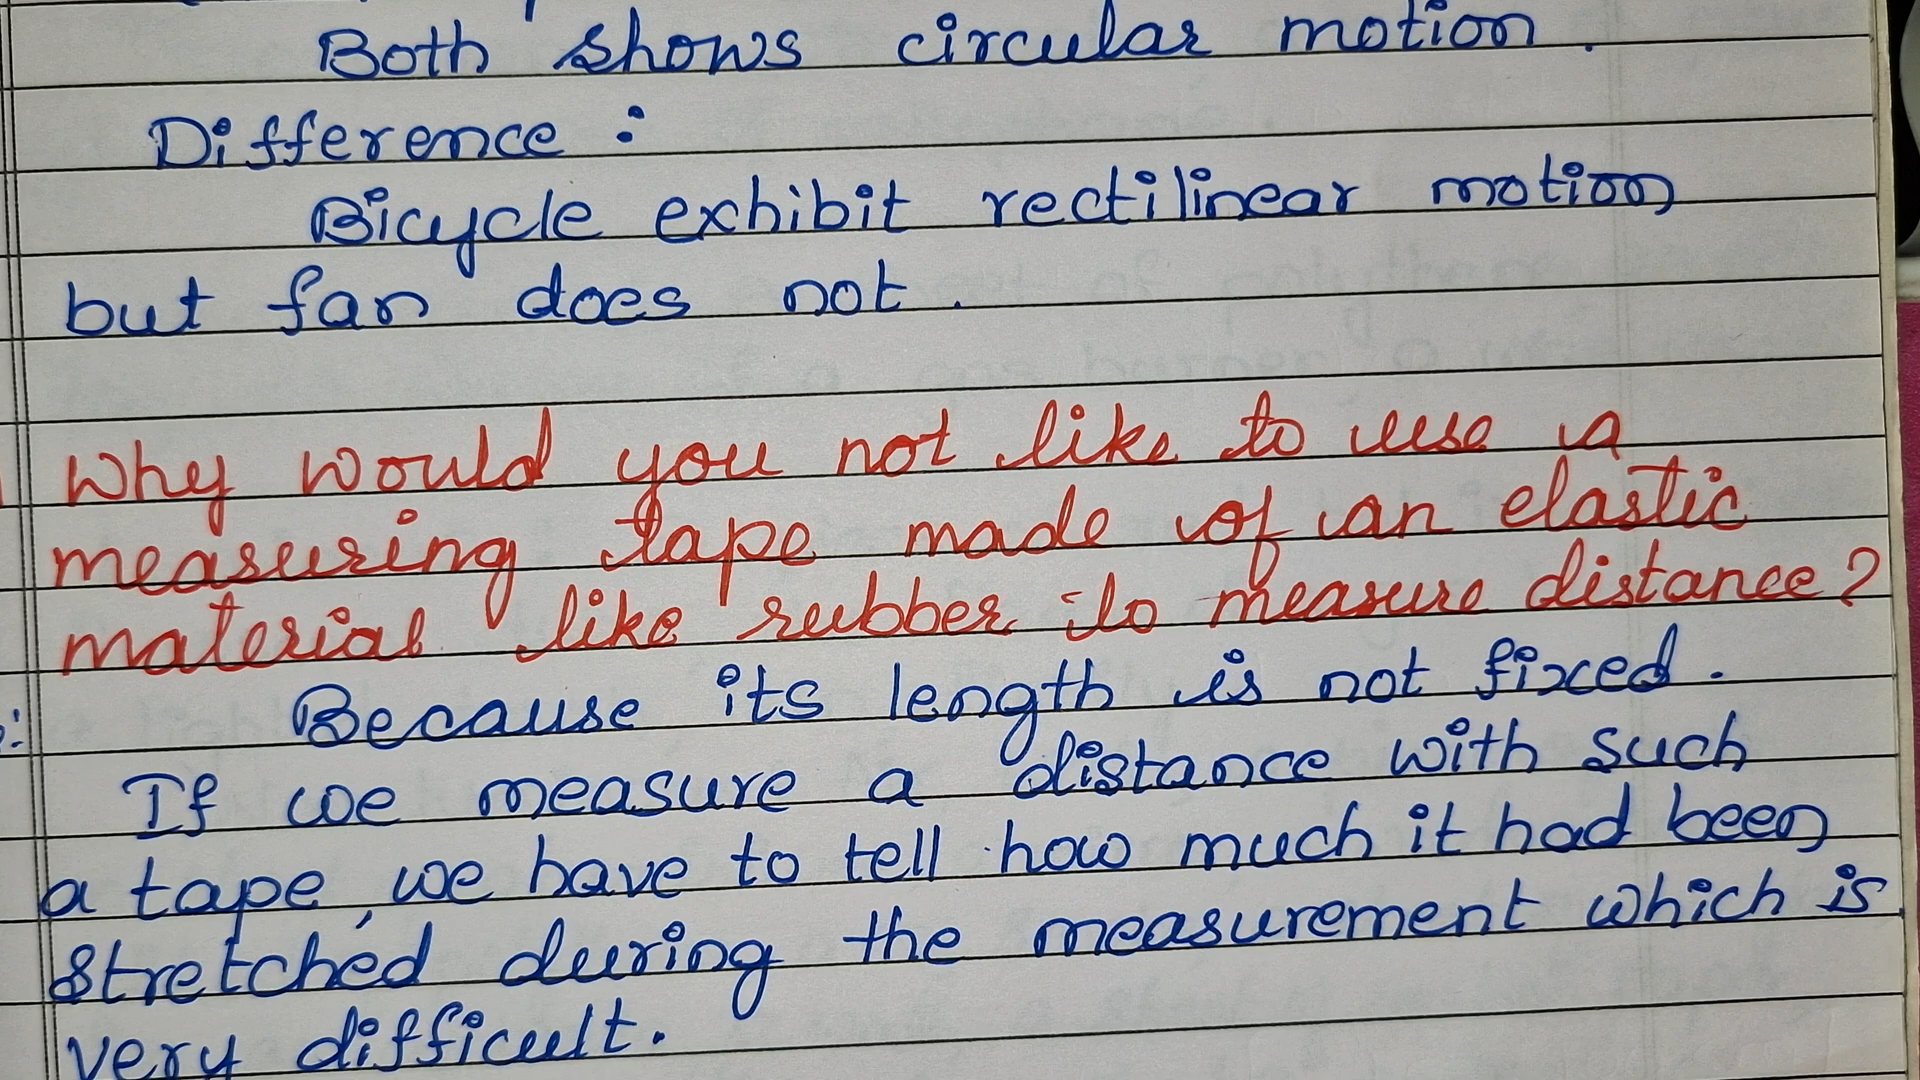 Both shows circular motion.
Difference :
Bicycle exhibit rectilinear motion
but fan does not.
Why would you not like to use a
measuring tape made of an elastic
material like rubber to measure distance?
Because its length is not fixed.
If we measure a distance with such
a tape, we have to tell how much it had been
stretched during the measurement which is
very difficult.